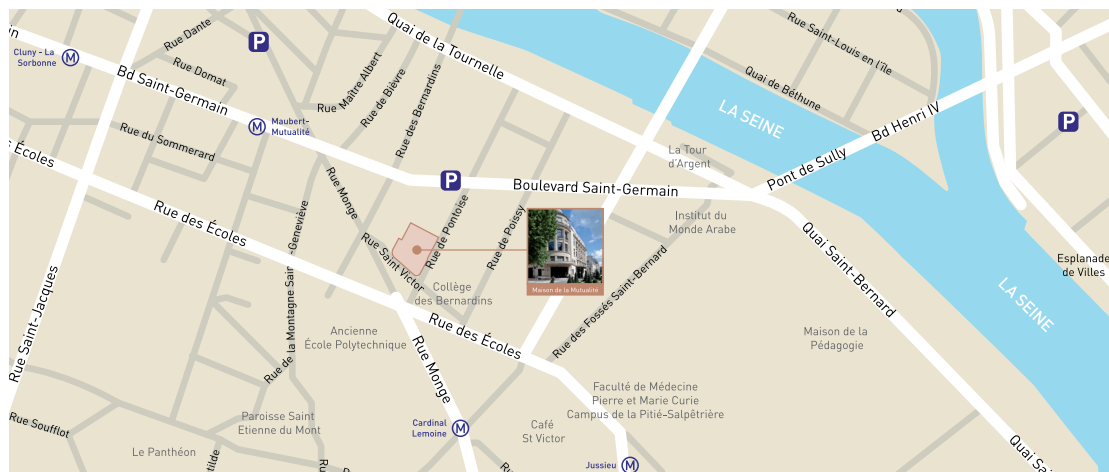 Rue Dante
P
Quai de la Tournelle
Rue Saint-Louis en l'île
Cluny - La
Sorbonne
M
Rue Domat
Maître Albert
Rue
Rue de Bièvre
Rue des Bernardins
Quai de Béthune
Bd Saint-Germain
M
Maubert-
Mutualité
LA SEINE
Bd Henri IV
P
Rue du Sommerard
Écoles
La Tour
d'Argent
Pont de Sully
P
Boulevard Saint-Germain
Rue Monge
Rue des Écoles
Rue Saint Victor
Rue de Pontoise
Rue de Poissy
Institut du
Monde Arabe
Quai Saint-Bernard
Esplanade
de Villes
Maison de la Mutualité
Collège
des Bernardins
Rue des Fossés Saint-Bernard
LA SEINE
Rue Saint-Jacques
Rue de la Montagne Sainte-Geneviève
Ancienne
École Polytechnique
Rue des Écoles
Rue Monge
Maison de la
Pédagogie
Faculté de Médecine
Pierre et Marie Curie
Campus de la Pitié-Salpêtrière
Rue Soufflot
Paroisse Saint
Etienne du Mont
Cardinal
Lemoine
M
Café
St Victor
Le Panthéon
Jussieu
M
Quai Sa